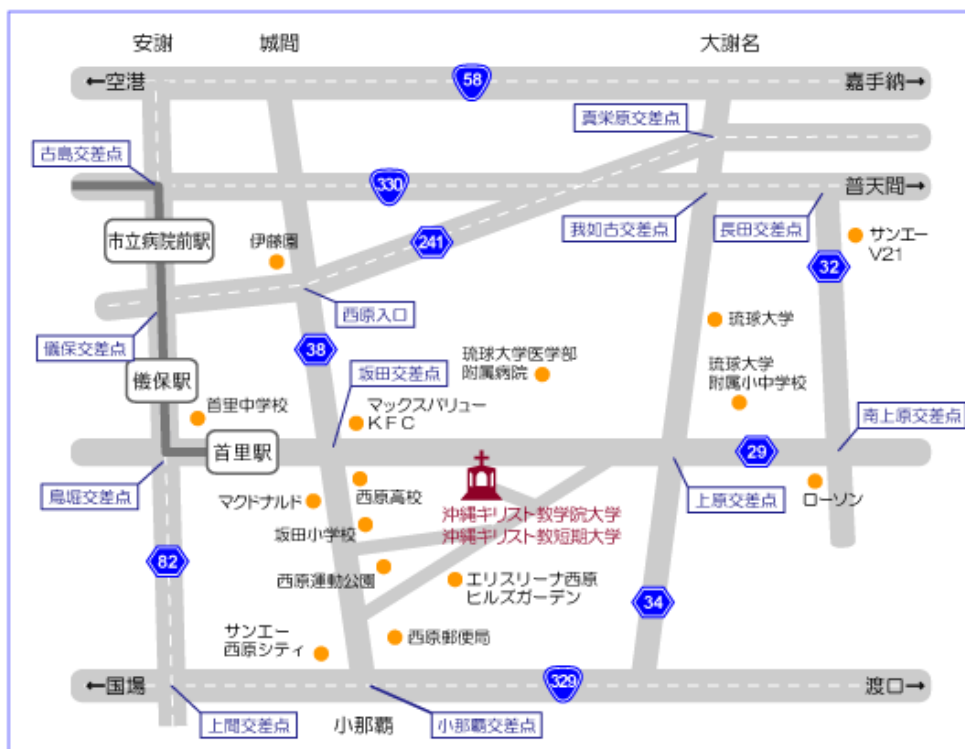 安謝
城間
大謝名
←空港
58
嘉手納→
真栄原交差点
古島交差点
330
普天間→
市立病院前駅
伊藤園
241
我如古交差点
長田交差点
サンエー
V21
32
西原入口
儀保交差点
38
琉球大学
儀保駅
坂田交差点
琉球大学医学部
附属病院
琉球大学
附属小中学校
首里中学校
マックスバリュー
KFC
南上原交差点
首里駅
29
鳥堀交差点
西原高校
上原交差点
ローソン
マクドナルド
沖縄キリスト教学院大学
沖縄キリスト教短期大学
坂田小学校
82
西原運動公園
エリスリーナ西原
ヒルズガーデン
34
サンエー
西原シティ
西原郵便局
←国場
329
渡口→
上間交差点
小那覇
小那覇交差点